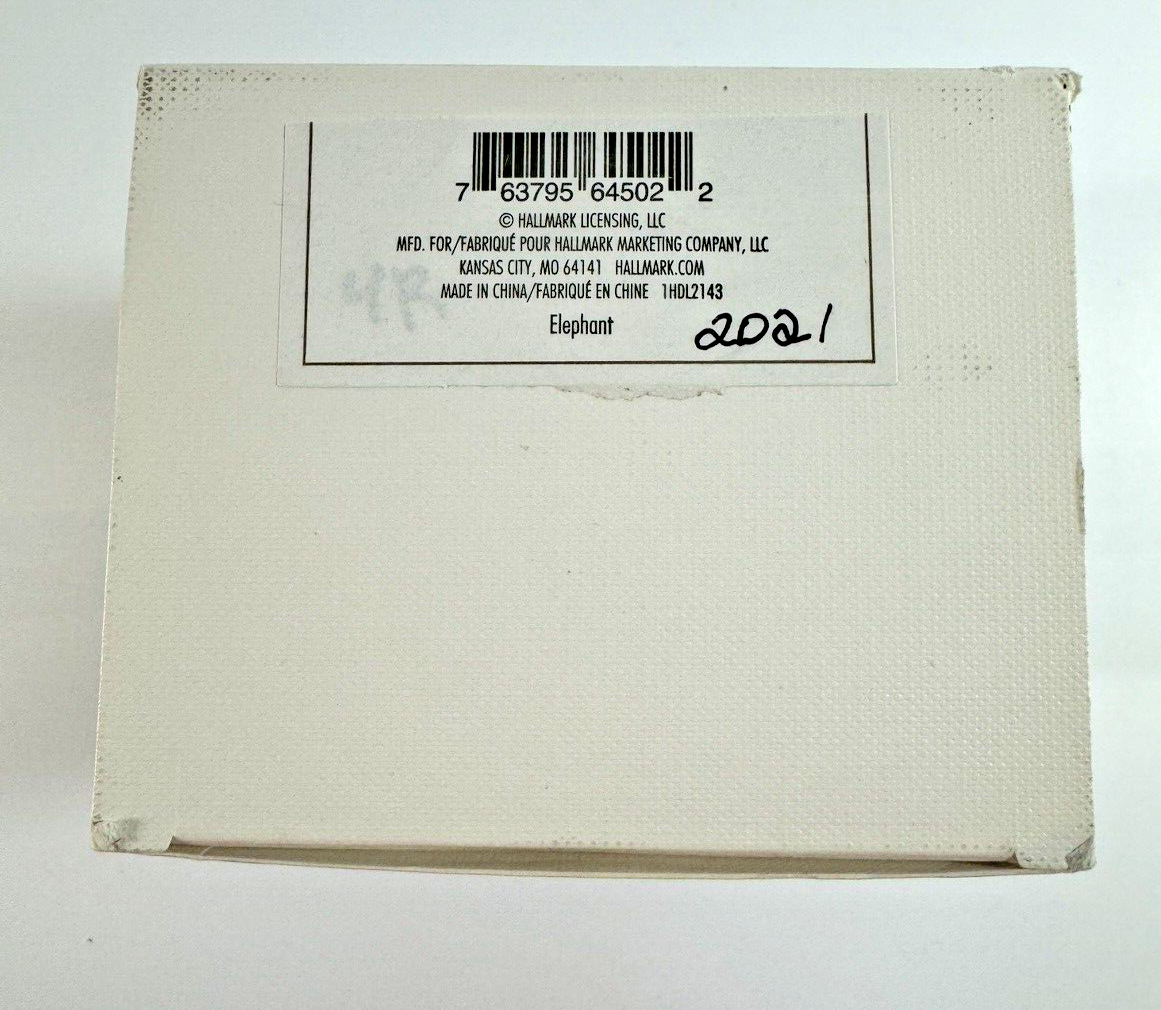 7 63795 64502 2
© HALLMARK LICENSING, LLC
MFD. FOR/FABRIQUÉ POUR HALLMARK MARKETING COMPANY, LLC
KANSAS CITY, MO 64141 HALLMARK.COM
MADE IN CHINA/FABRIQUÉ EN CHINE 1HDL2143
Elephant 2021